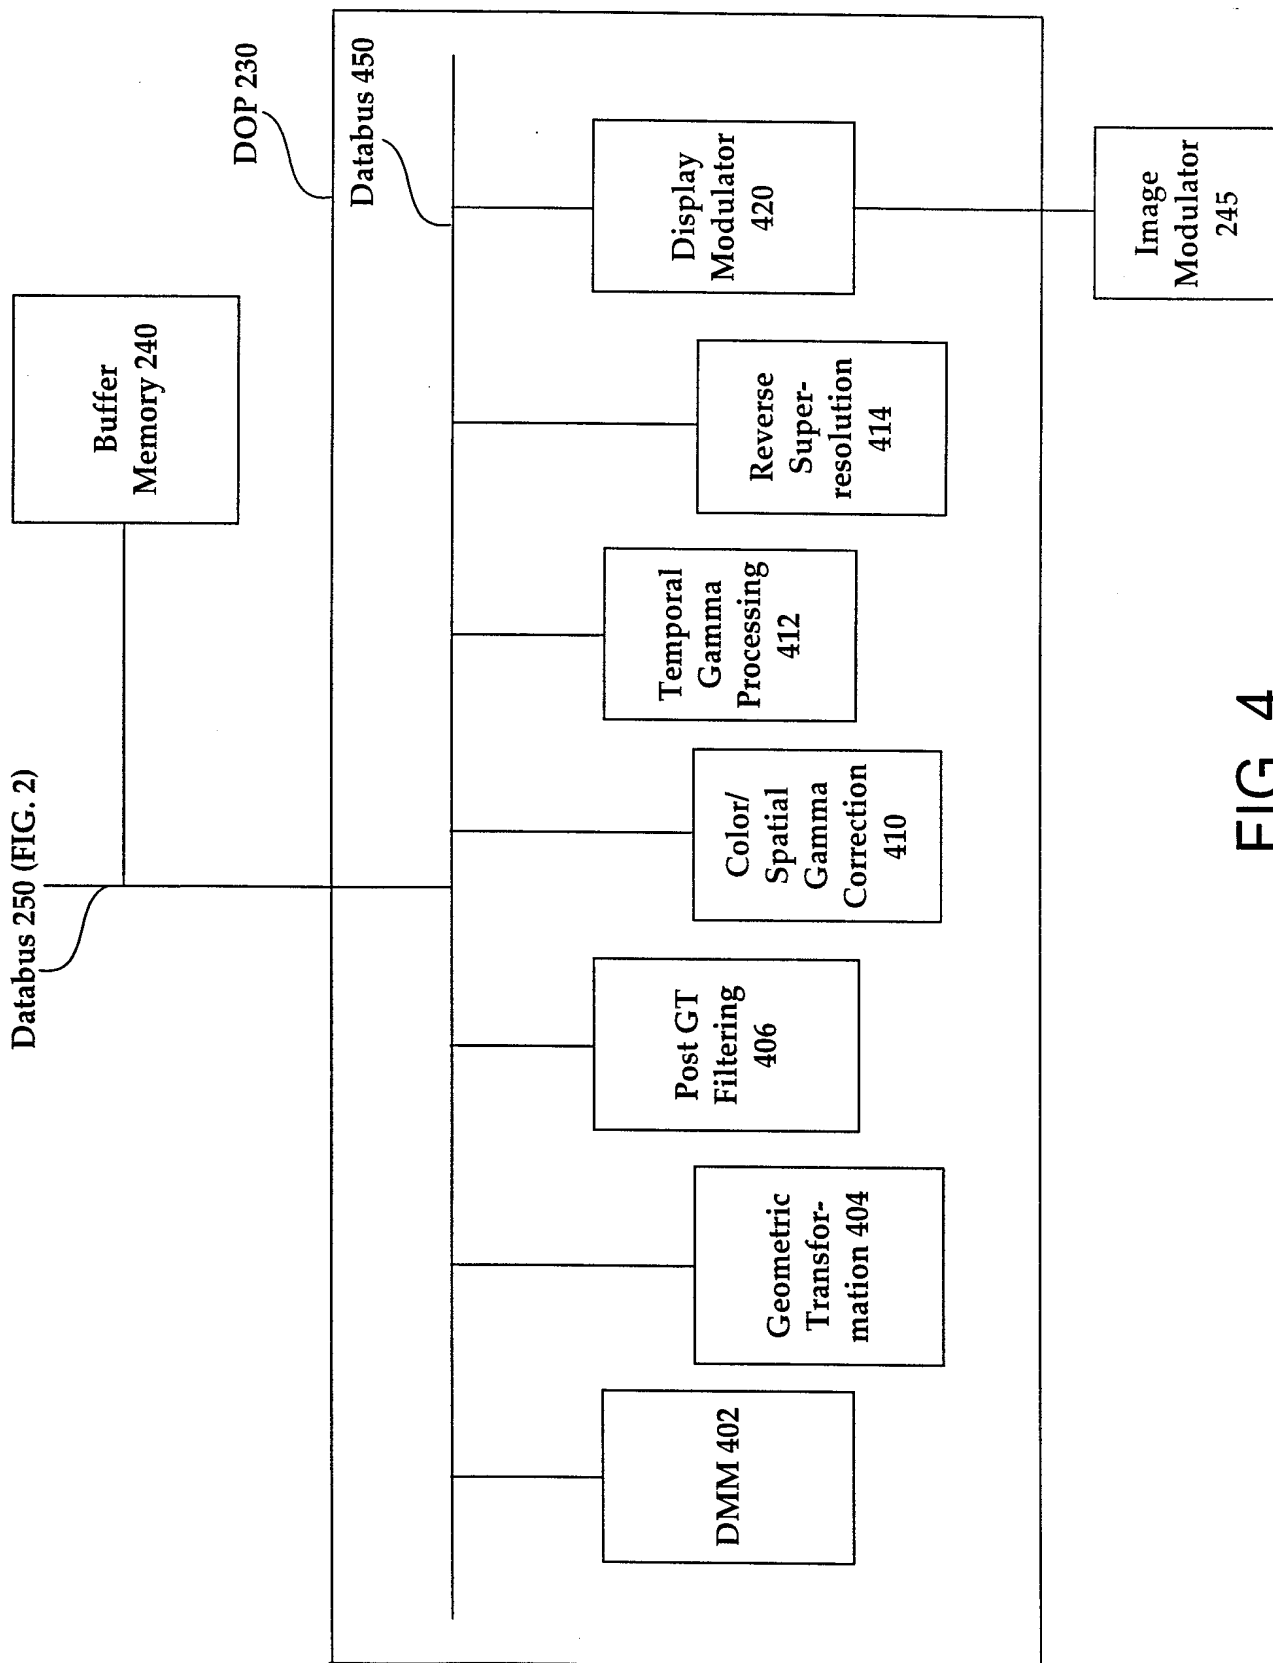 Databus 250 (FIG. 2)
Buffer
Memory 240
DOP 230
Databus 450
DMM 402
Geometric
Transfor-
mation 404
Post GT
Filtering
406
Color/
Spatial
Gamma
Correction
410
Temporal
Gamma
Processing
412
Reverse
Super-
resolution
414
Display
Modulator
420
Image
Modulator
245
FIG. 4